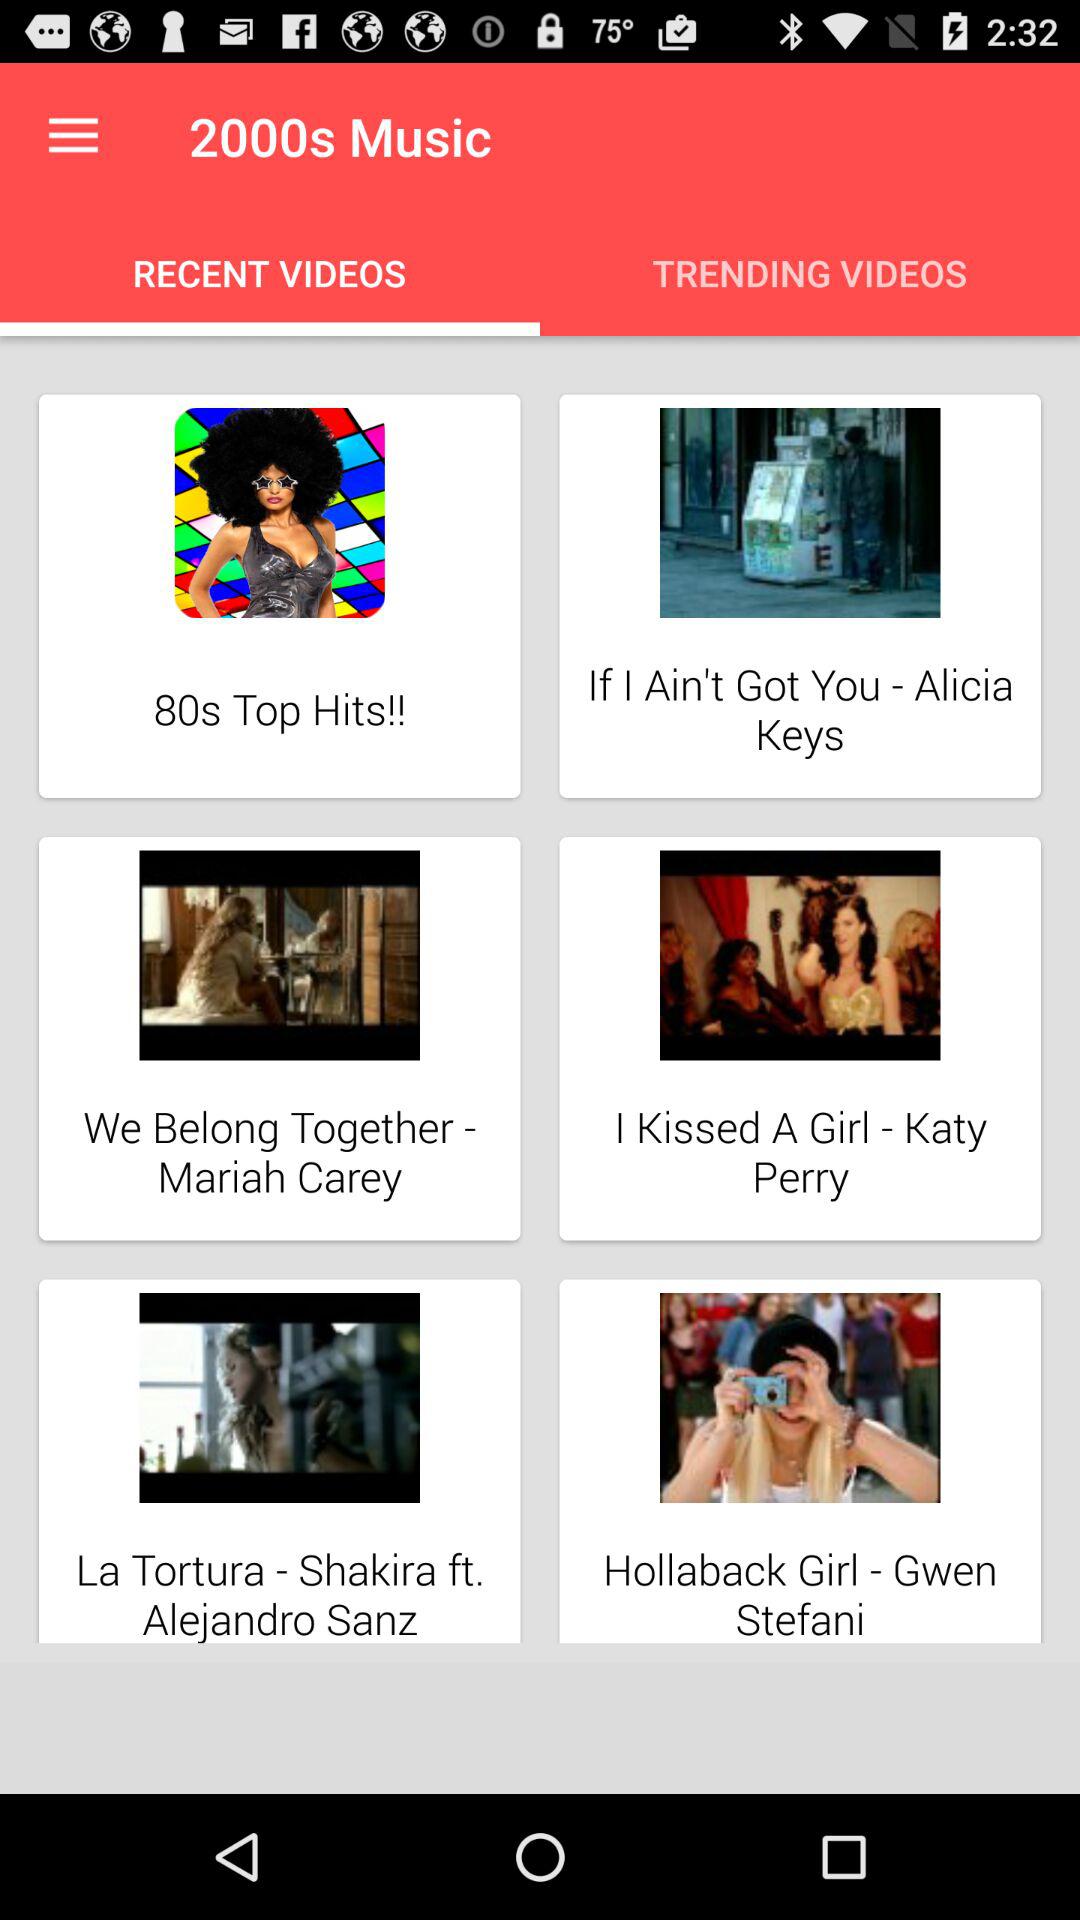 75° 2:32
2000s Music
RECENT VIDEOS TRENDING VIDEOS
80s Top Hits!!
If I Ain't Got You - Alicia
Keys
We Belong Together -
Mariah Carey
I Kissed A Girl - Katy
Perry
La Tortura - Shakira ft.
Alejandro Sanz
Hollaback Girl - Gwen
Stefani